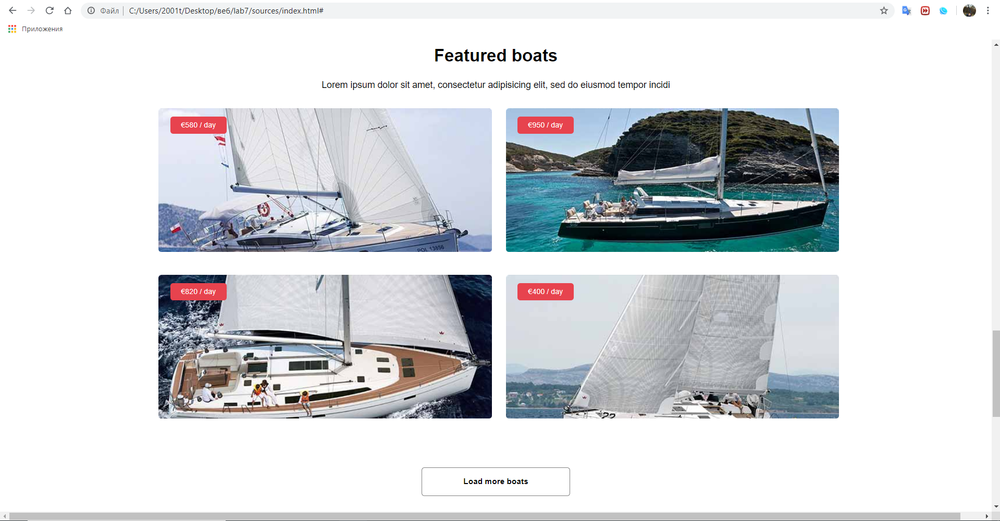 Файл
C:/Users/2001t/Desktop/веб/lab7/sources/index.html#
Приложения
Featured boats
Lorem ipsum dolor sit amet, consectetur adipisicing elit, sed do eiusmod tempor incidi
€580 / day
€950 / day
POL 13856
€820 / day
€400 / day
22
Load more boats